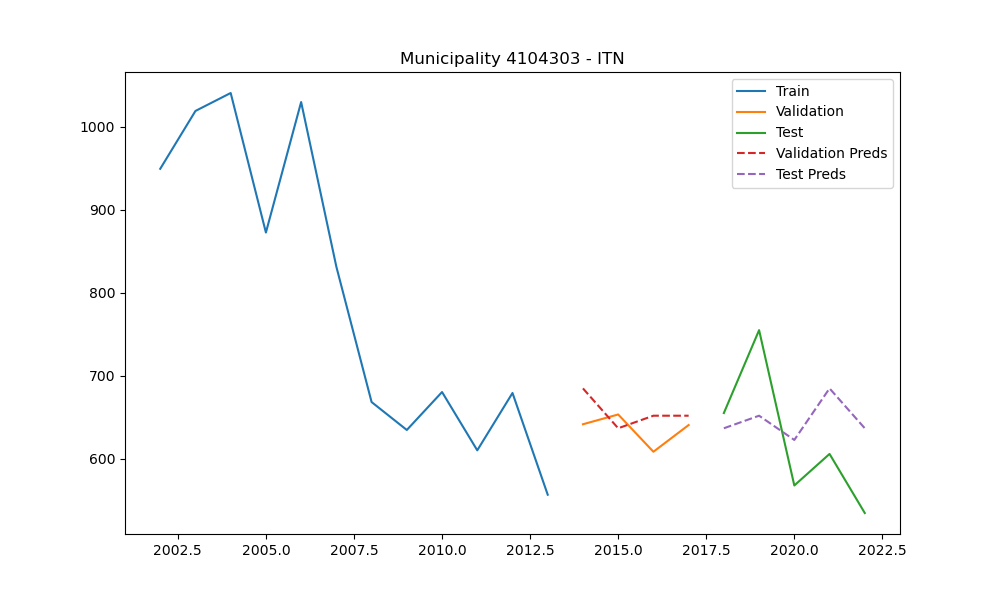 Municipality 4104303 - ITN
Train
Validation
Test
Validation Preds
Test Preds
1000
900
800
700
600
2002.5 2005.0 2007.5 2010.0 2012.5 2015.0 2017.5 2020.0 2022.5